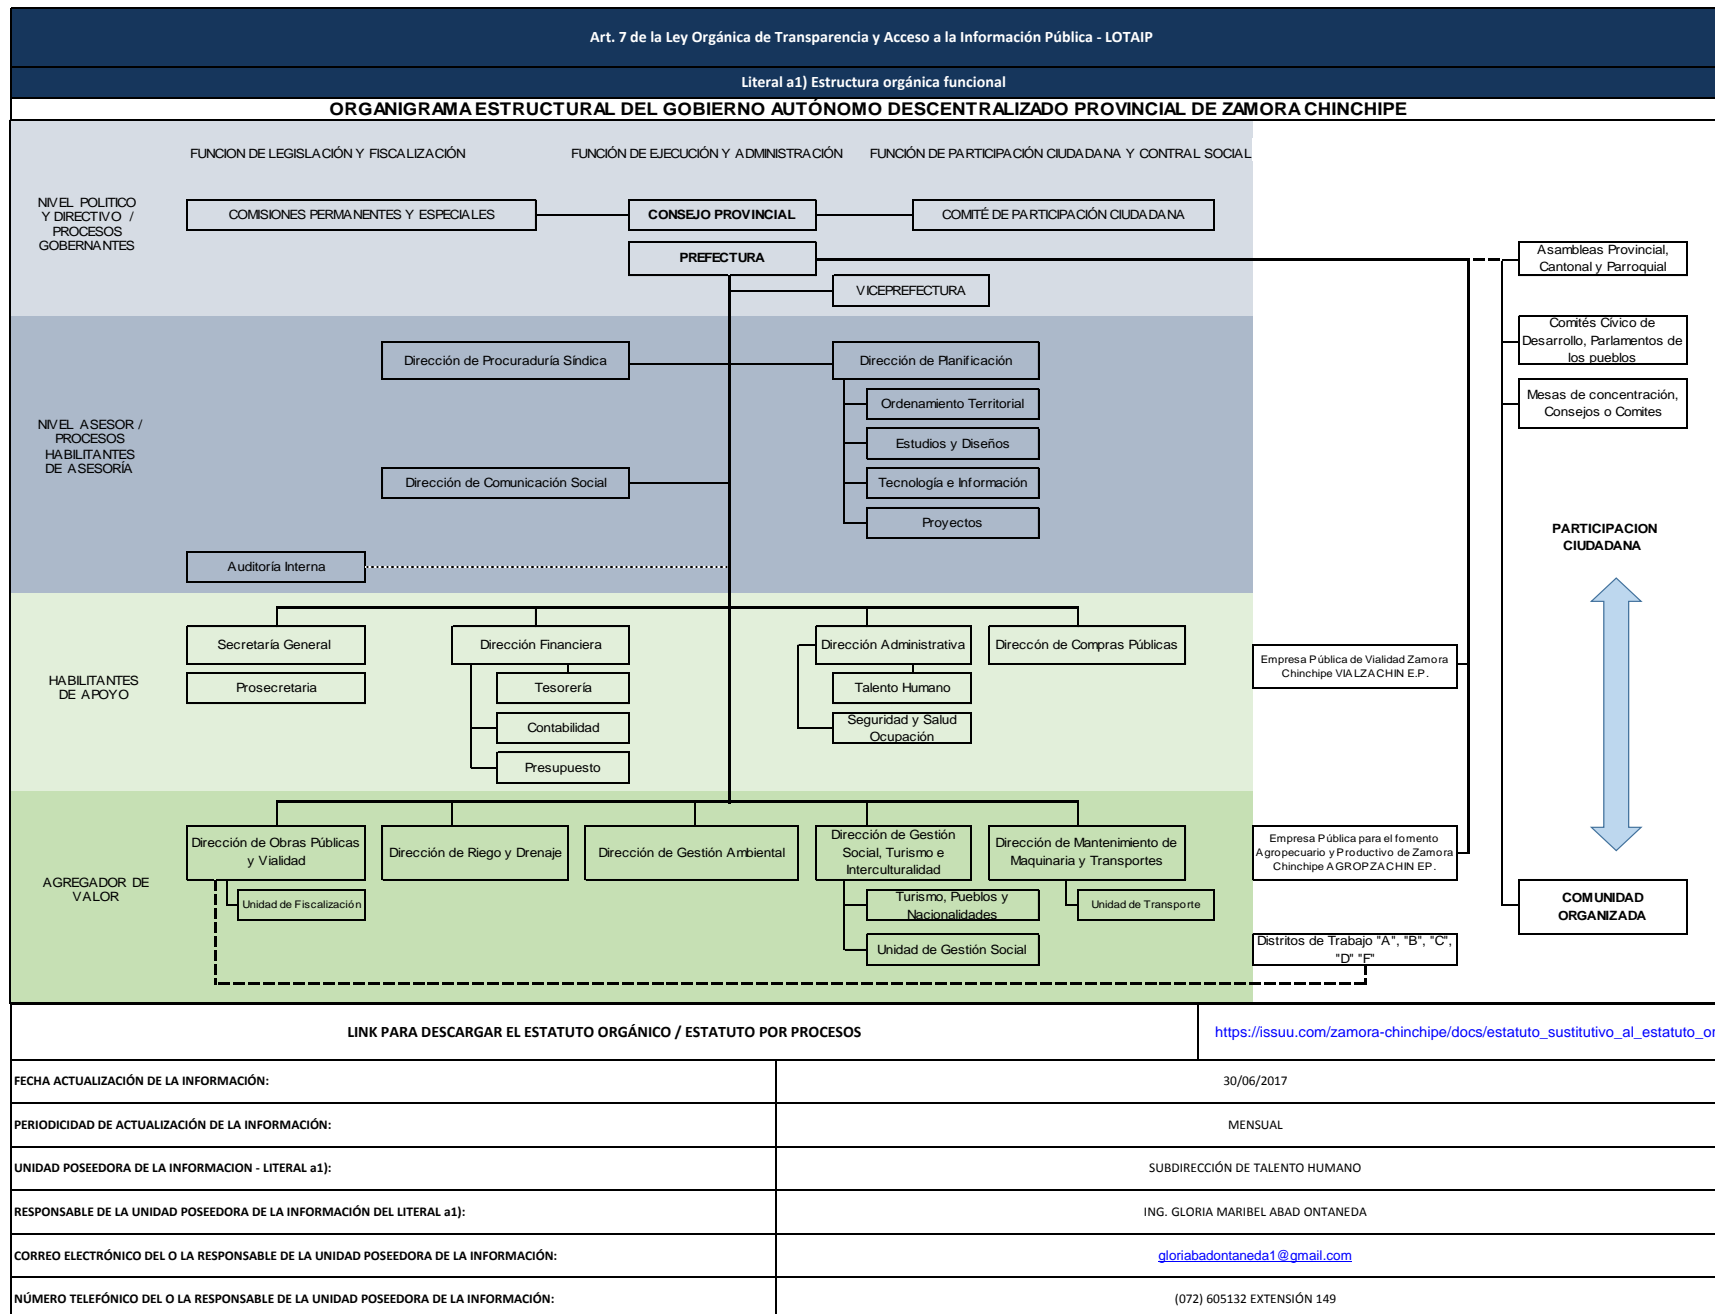 Art. 7 de la Ley Orgánica de Transparencia y Acceso a la Información Pública - LOTAIP
Literal a1) Estructura orgánica funcional
ORGANIGRAMA ESTRUCTURAL DEL GOBIERNO AUTÓNOMO DESCENTRALIZADO PROVINCIAL DE ZAMORA CHINCHIPE
FUNCION DE LEGISLACIÓN Y FISCALIZACIÓN
FUNCIÓN DE EJECUCIÓN Y ADMINISTRACIÓN
FUNCIÓN DE PARTICIPACIÓN CIUDADANA Y CONTRAL SOCIAL
NIVEL POLITICO
Y DIRECTIVO /
PROCESOS
GOBERNANTES
COMISIONES PERMANENTES Y ESPECIALES
CONSEJO PROVINCIAL
COMITÉ DE PARTICIPACIÓN CIUDADANA
PREFECTURA
VICEPREFECTURA
Asambleas Provincial,
Cantonal y Parroquial
Comités Cívico de
Desarrollo, Parlamentos de
los pueblos
Mesas de concentración,
Consejos o Comites
NIVEL ASESOR /
PROCESOS
HABILITANTES
DE ASESORÍA
Dirección de Procuraduría Síndica
Dirección de Planificación
Ordenamiento Territorial
Estudios y Diseños
Dirección de Comunicación Social
Tecnología e Información
Proyectos
Auditoría Interna
PARTICIPACION
CIUDADANA
HABILITANTES
DE APOYO
Secretaría General
Dirección Financiera
Dirección Administrativa
Direccón de Compras Públicas
Prosecretaria
Tesorería
Talento Humano
Contabilidad
Seguridad y Salud
Ocupación
Presupuesto
Empresa Pública de Vialidad Zamora
Chinchipe VIALZACHIN E.P.
AGREGADOR DE
VALOR
Dirección de Obras Públicas
y Vialidad
Dirección de Riego y Drenaje
Dirección de Gestión Ambiental
Dirección de Gestión
Social, Turismo e
Interculturalidad
Dirección de Mantenimiento de
Maquinaria y Transportes
Empresa Pública para el fomento
Agropecuario y Productivo de Zamora
Chinchipe AGROPZACHIN EP.
Unidad de Fiscalización
Turismo, Pueblos y
Nacionalidades
Unidad de Transporte
Unidad de Gestión Social
COMUNIDAD
ORGANIZADA
Distritos de Trabajo "A", "B", "C",
"D" "F"
LINK PARA DESCARGAR EL ESTATUTO ORGÁNICO / ESTATUTO POR PROCESOS
https://issuu.com/zamora-chinchipe/docs/estatuto_sustitutivo_al_estatuto_or
FECHA ACTUALIZACIÓN DE LA INFORMACIÓN:
30/06/2017
PERIODICIDAD DE ACTUALIZACIÓN DE LA INFORMACIÓN:
MENSUAL
UNIDAD POSEEDORA DE LA INFORMACION - LITERAL a1):
SUBDIRECCIÓN DE TALENTO HUMANO
RESPONSABLE DE LA UNIDAD POSEEDORA DE LA INFORMACIÓN DEL LITERAL a1):
ING. GLORIA MARIBEL ABAD ONTANEDA
CORREO ELECTRÓNICO DEL O LA RESPONSABLE DE LA UNIDAD POSEEDORA DE LA INFORMACIÓN:
gloriabadontaneda1@gmail.com
NÚMERO TELEFÓNICO DEL O LA RESPONSABLE DE LA UNIDAD POSEEDORA DE LA INFORMACIÓN:
(072) 605132 EXTENSIÓN 149